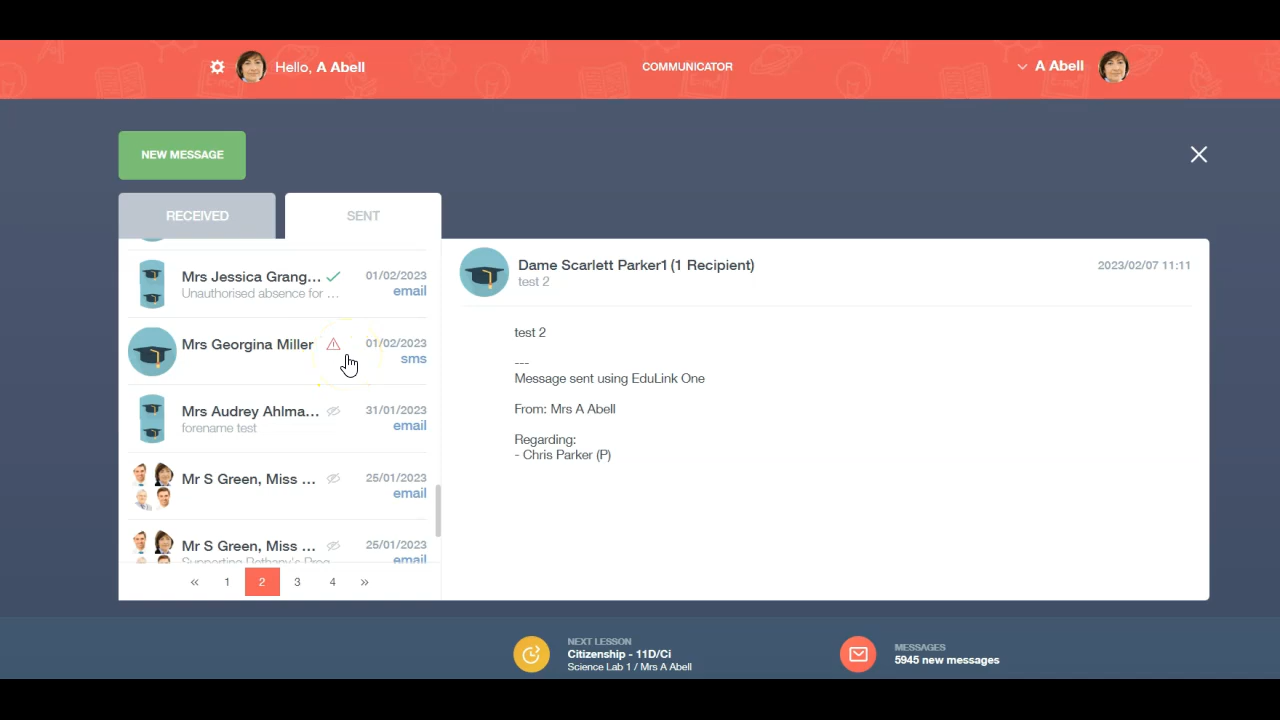 Hello, A Abell
COMMUNICATOR
A Abell
NEW MESSAGE
RECEIVED
SENT
Mrs Jessica Grang...
01/02/2023
Unauthorised absence for ...
email
Mrs Georgina Miller
01/02/2023
sms
Mrs Audrey Ahlma...
31/01/2023
forename test
email
Mr S Green, Miss ...
25/01/2023
email
Mr S Green, Miss ...
25/01/2023
Supporting Bethany's Prog
email
« 1 2 3 4 »
Dame Scarlett Parker1 (1 Recipient)
2023/02/07 11:11
test 2
test 2
---
Message sent using EduLink One
From: Mrs A Abell
Regarding:
- Chris Parker (P)
NEXT LESSON
Citizenship - 11D/Ci
Science Lab 1 / Mrs A Abell
MESSAGES
5945 new messages